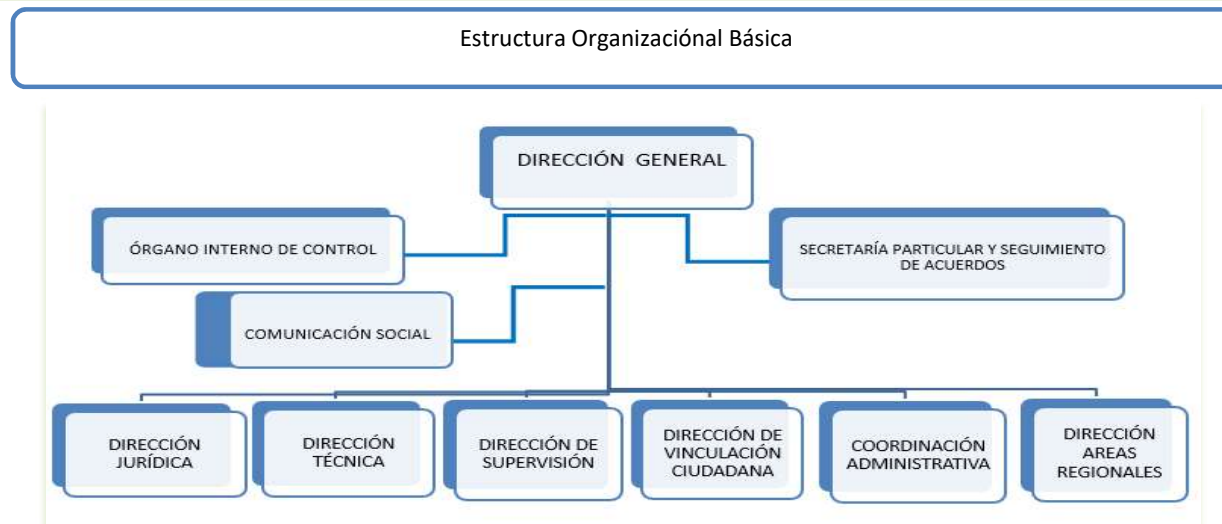 Estructura Organizaciónal Básica
DIRECCIÓN GENERAL
ÓRGANO INTERNO DE CONTROL
SECRETARÍA PARTICULAR Y SEGUIMIENTO
DE ACUERDOS
COMUNICACIÓN SOCIAL
DIRECCIÓN
JURÍDICA
DIRECCIÓN
TÉCNICA
DIRECCIÓN DE
SUPERVISIÓN
DIRECCIÓN DE
VINCULACIÓN
CIUDADANA
COORDINACIÓN
ADMINISTRATIVA
DIRECCIÓN
AREAS
REGIONALES